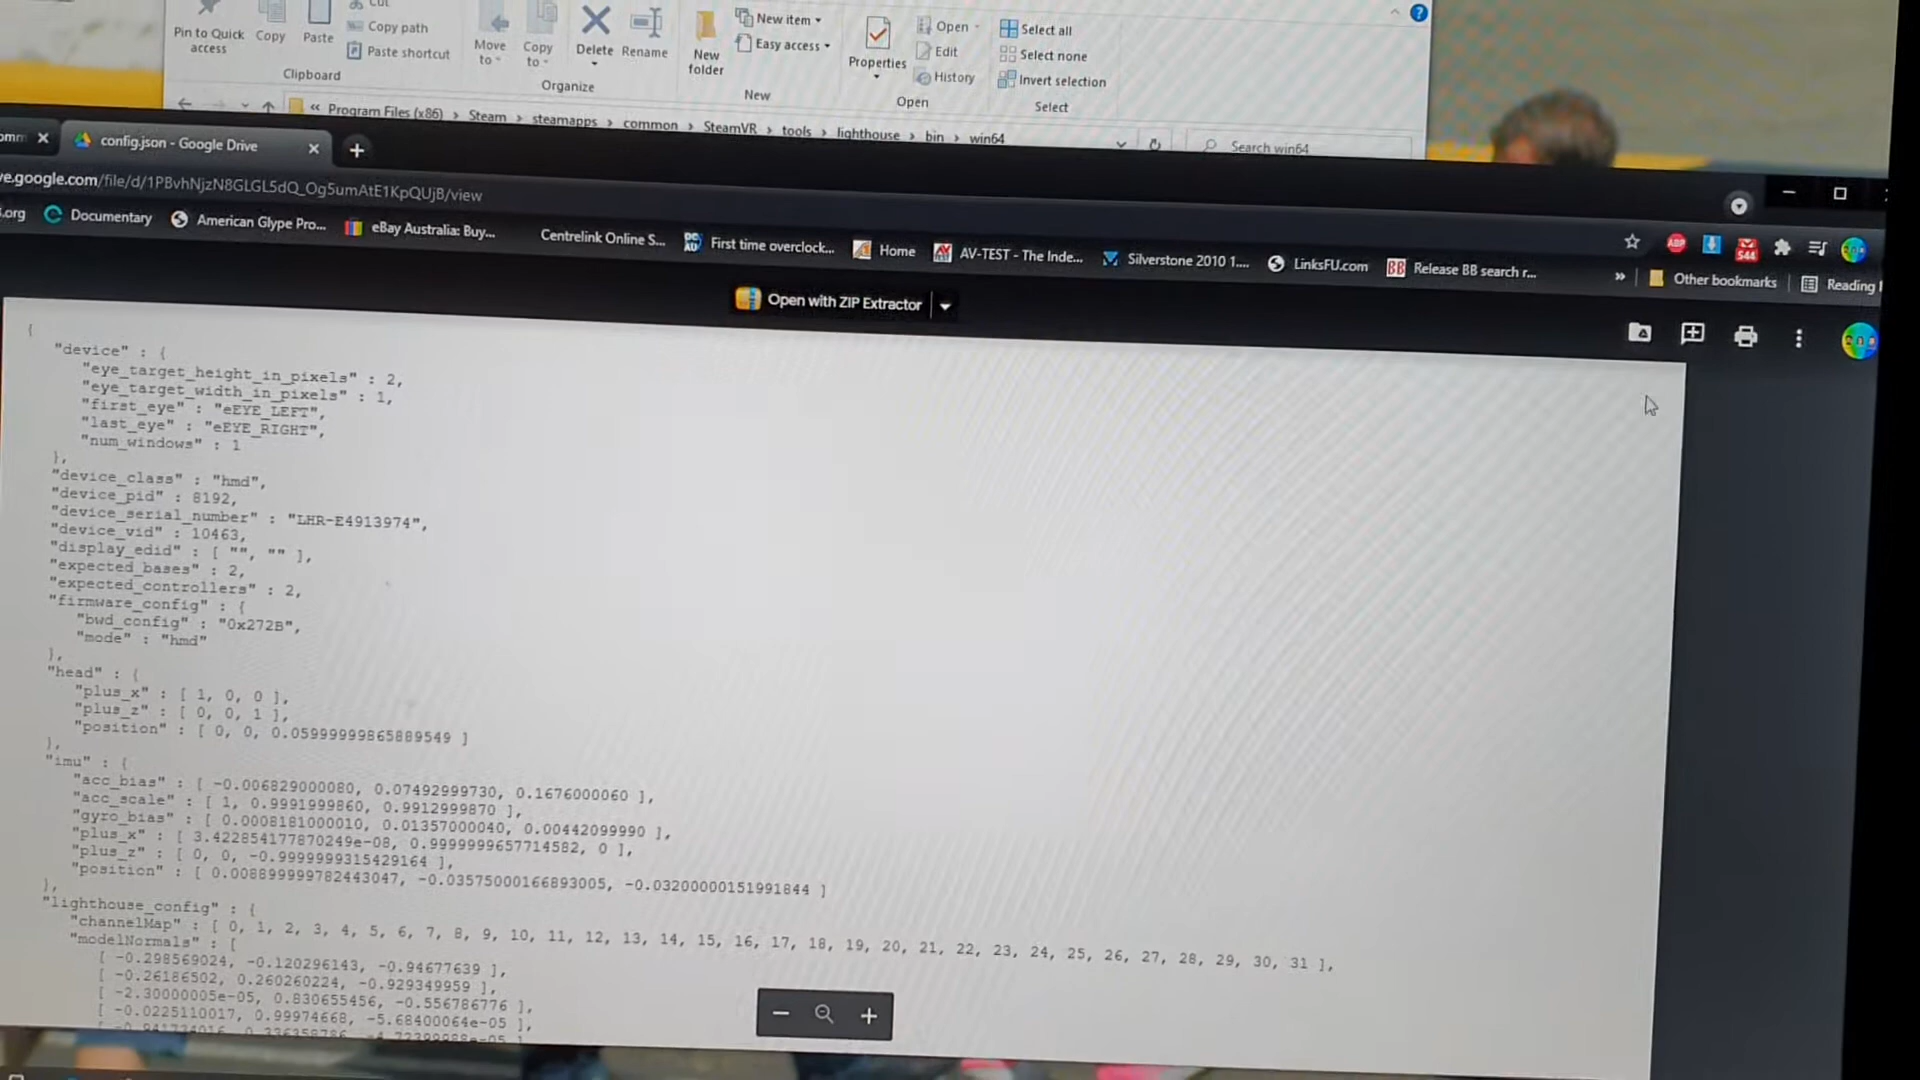 Cut
Pin to Quick access
Copy
Paste
Copy path
Paste shortcut
Clipboard
Move to
Copy to
Delete
Rename
Organize
New folder
New item
Easy access
New
Properties
Open
Edit
History
Open
Select all
Select none
Invert selection
Select
« Program Files (x86) > Steam > steamapps > common > SteamVR > tools > lighthouse > bin > win64
Search win64
config.json - Google Drive
ve.google.com/file/d/1PBvhNjzN8GLGL5dQ_Og5umAtE1KpQUjB/view
.org
Documentary
American Glype Pro...
eBay Australia: Buy...
Centrelink Online S...
First time overclock...
Home
AV-TEST - The Inde...
Silverstone 2010 1....
LinksFU.com
BB Release BB search r...
ABP
544
»
Other bookmarks
Reading
Open with ZIP Extractor
{
"device" : {
"eye_target_height_in_pixels" : 2,
"eye_target_width_in_pixels" : 1,
"first_eye" : "eEYE_LEFT",
"last_eye" : "eEYE_RIGHT",
"num_windows" : 1
},
"device_class" : "hmd",
"device_pid" : 8192,
"device_serial_number" : "LHR-E4913974",
"device_vid" : 10463,
"display_edid" : [ "", "" ],
"expected_bases" : 2,
"expected_controllers" : 2,
"firmware_config" : {
"bwd_config" : "0x272B",
"mode" : "hmd"
},
"head" : {
"plus_x" : [ 1, 0, 0 ],
"plus_z" : [ 0, 0, 1 ],
"position" : [ 0, 0, 0.05999999865889549 ]
},
"imu" : {
"acc_bias" : [ -0.006829000080, 0.07492999730, 0.1676000060 ],
"acc_scale" : [ 1, 0.9991999860, 0.9912999870 ],
"gyro_bias" : [ 0.0008181000010, 0.01357000040, 0.00442099990 ],
"plus_x" : [ 3.422854177870249e-08, 0.9999999657714582, 0 ],
"plus_z" : [ 0, 0, -0.9999999315429164 ],
"position" : [ 0.008899999782443047, -0.03575000166893005, -0.03200000151991844 ]
},
"lighthouse_config" : {
"channelMap" : [ 0, 1, 2, 3, 4, 5, 6, 7, 8, 9, 10, 11, 12, 13, 14, 15, 16, 17, 18, 19, 20, 21, 22, 23, 24, 25, 26, 27, 28, 29, 30, 31 ],
"modelNormals" : [
[ -0.298569024, -0.120296143, -0.94677639 ],
[ -0.26186502, 0.260260224, -0.929349959 ],
[ -2.30000005e-05, 0.830655456, -0.556786776 ],
[ -0.0225110017, 0.99974668, -5.68400064e-05 ],